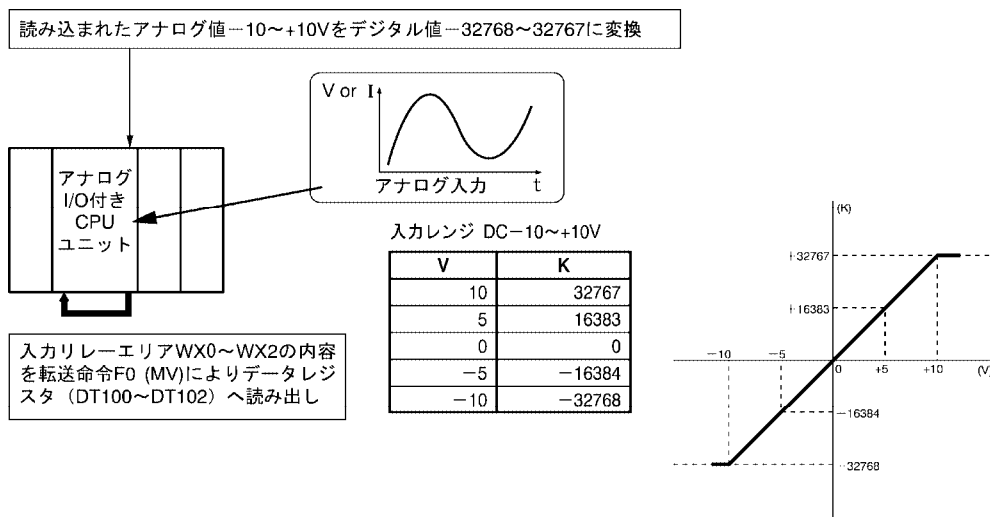 読み込まれたアナログ値－10～+10Vをデジタル値－32768～32767に変換
V or I
アナログ入力 t
アナログ
I/O付き
CPU
ユニット
入力リレーエリアWX0～WX2の内容
を転送命令F0 (MV)によりデータレジ
スタ（DT100～DT102）へ読み出し
入力レンジ DC－10～+10V
V K
10 32767
5 16383
0 0
－5 －16384
－10 －32768
(K)
+32767
+16383
－10 －5
0 +5 +10 (V)
－16384
－32768